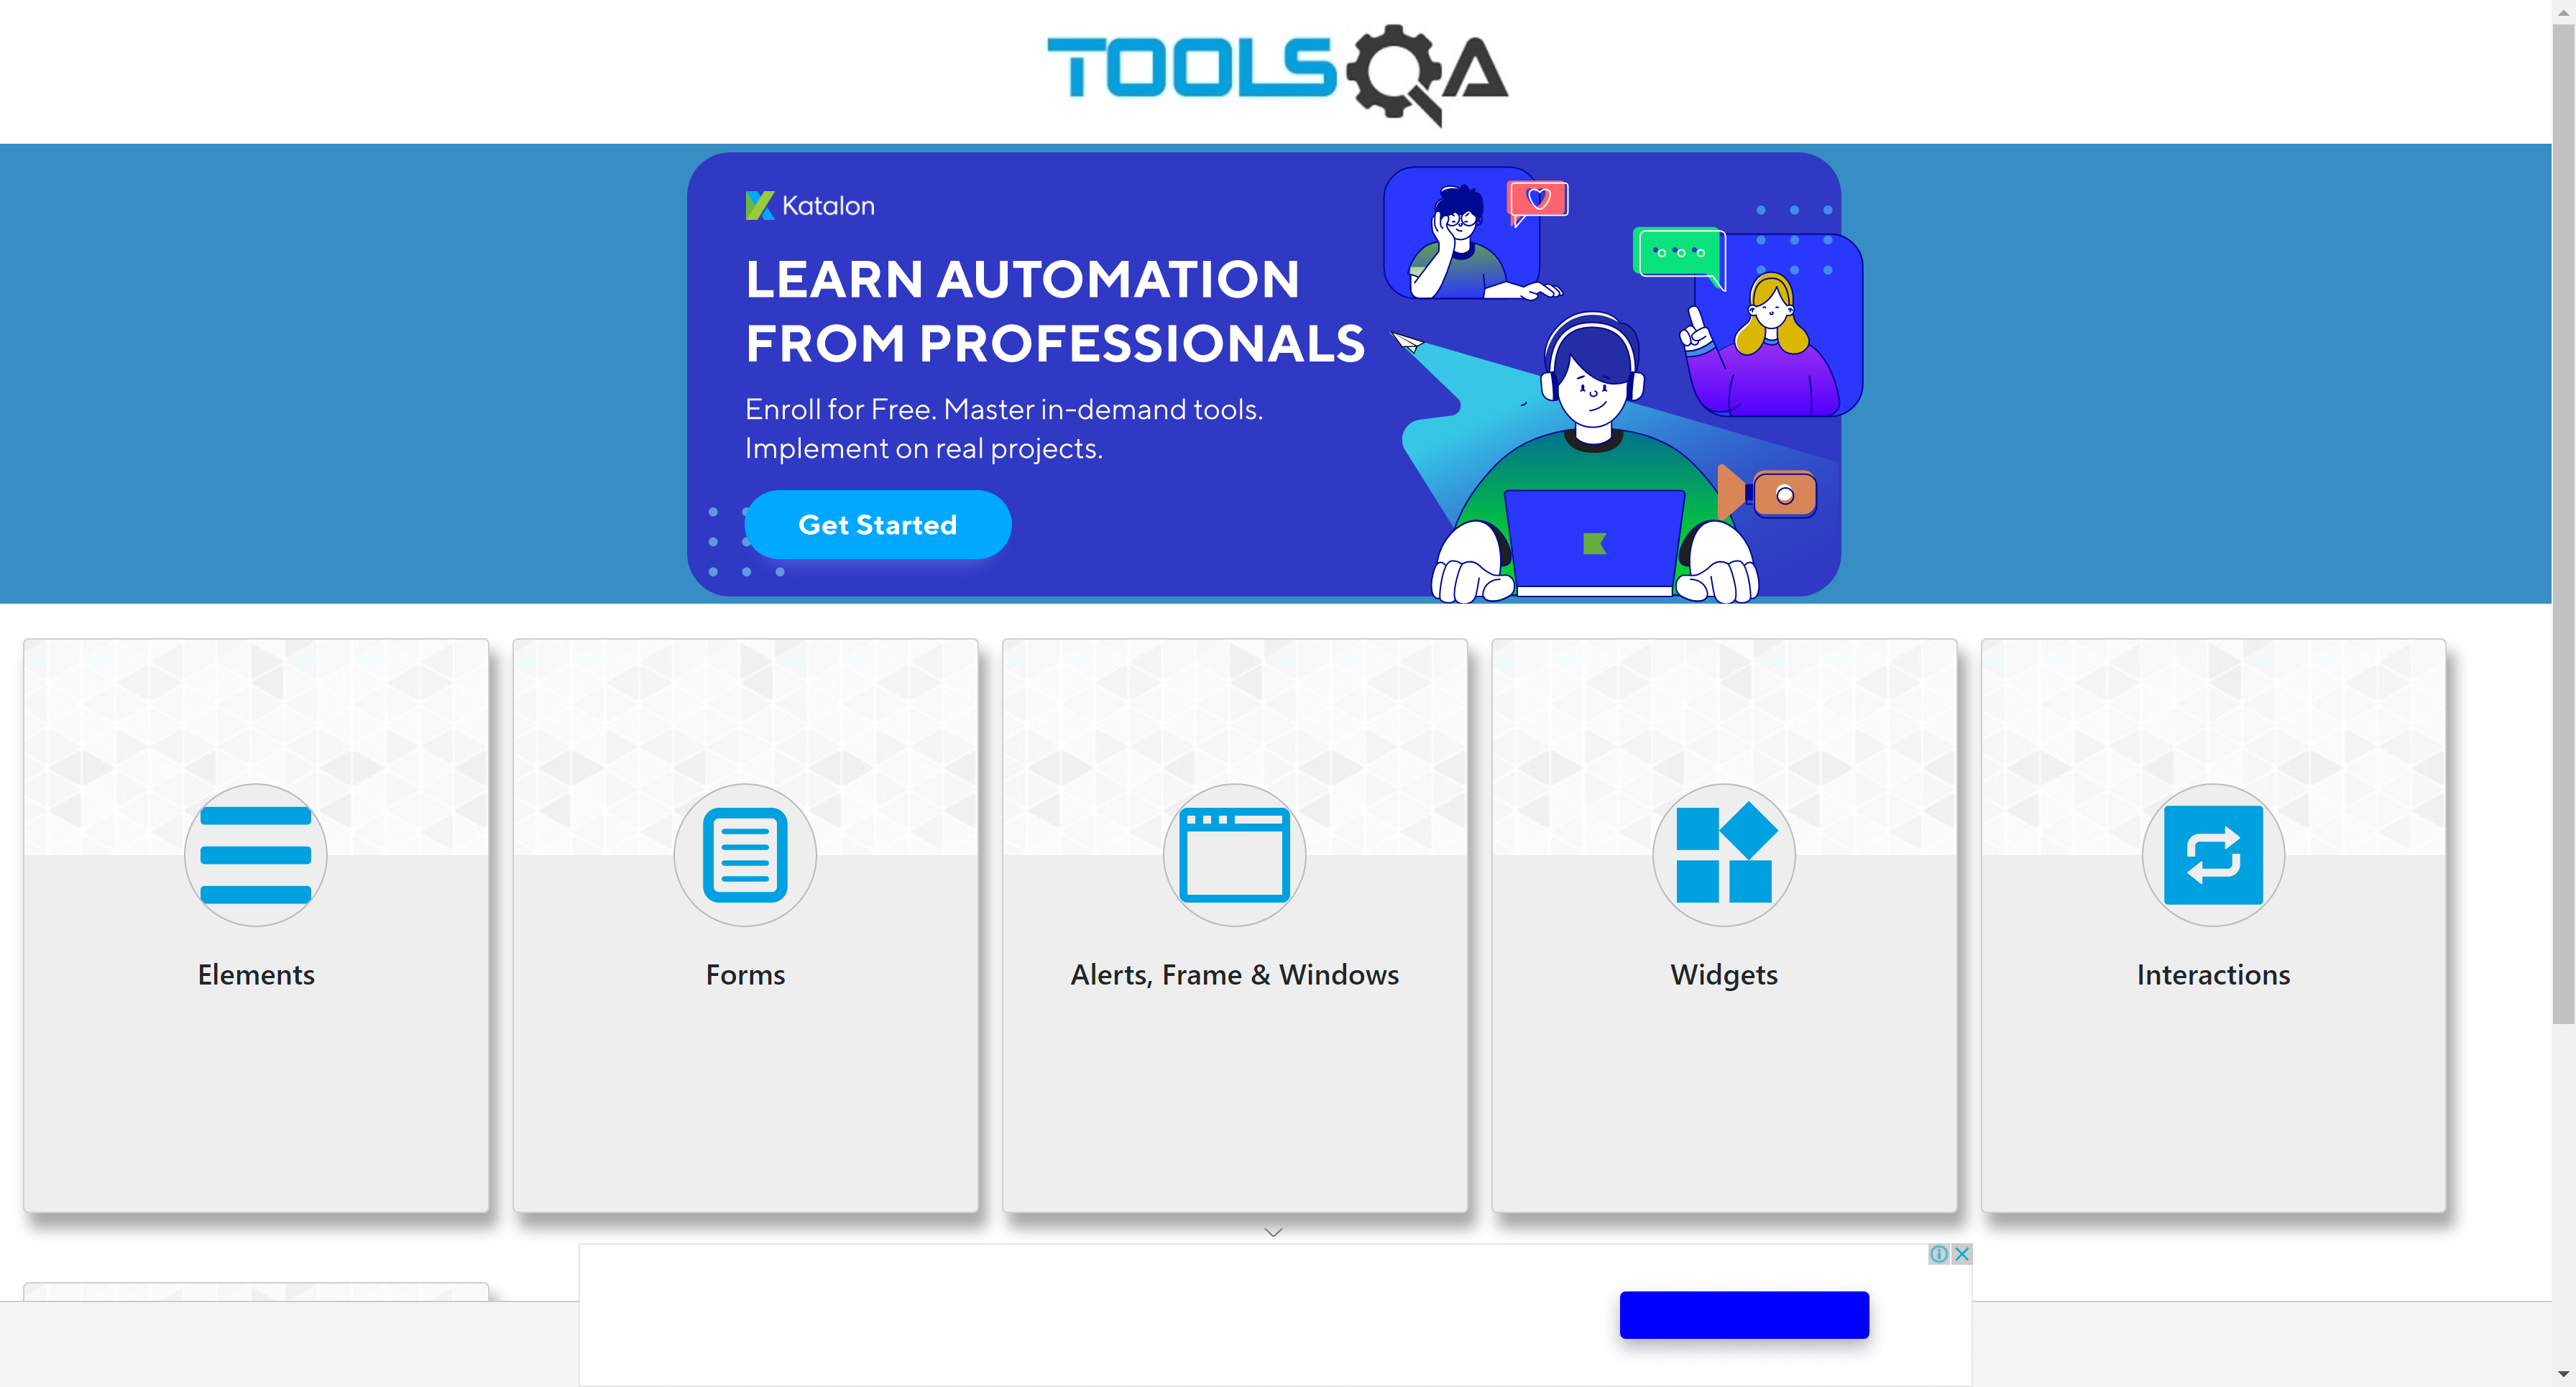 TOOLSQA
Katalon
LEARN AUTOMATION
FROM PROFESSIONALS
Enroll for Free. Master in-demand tools.
Implement on real projects.
Get Started
Elements
Forms
Alerts, Frame & Windows
Widgets
Interactions